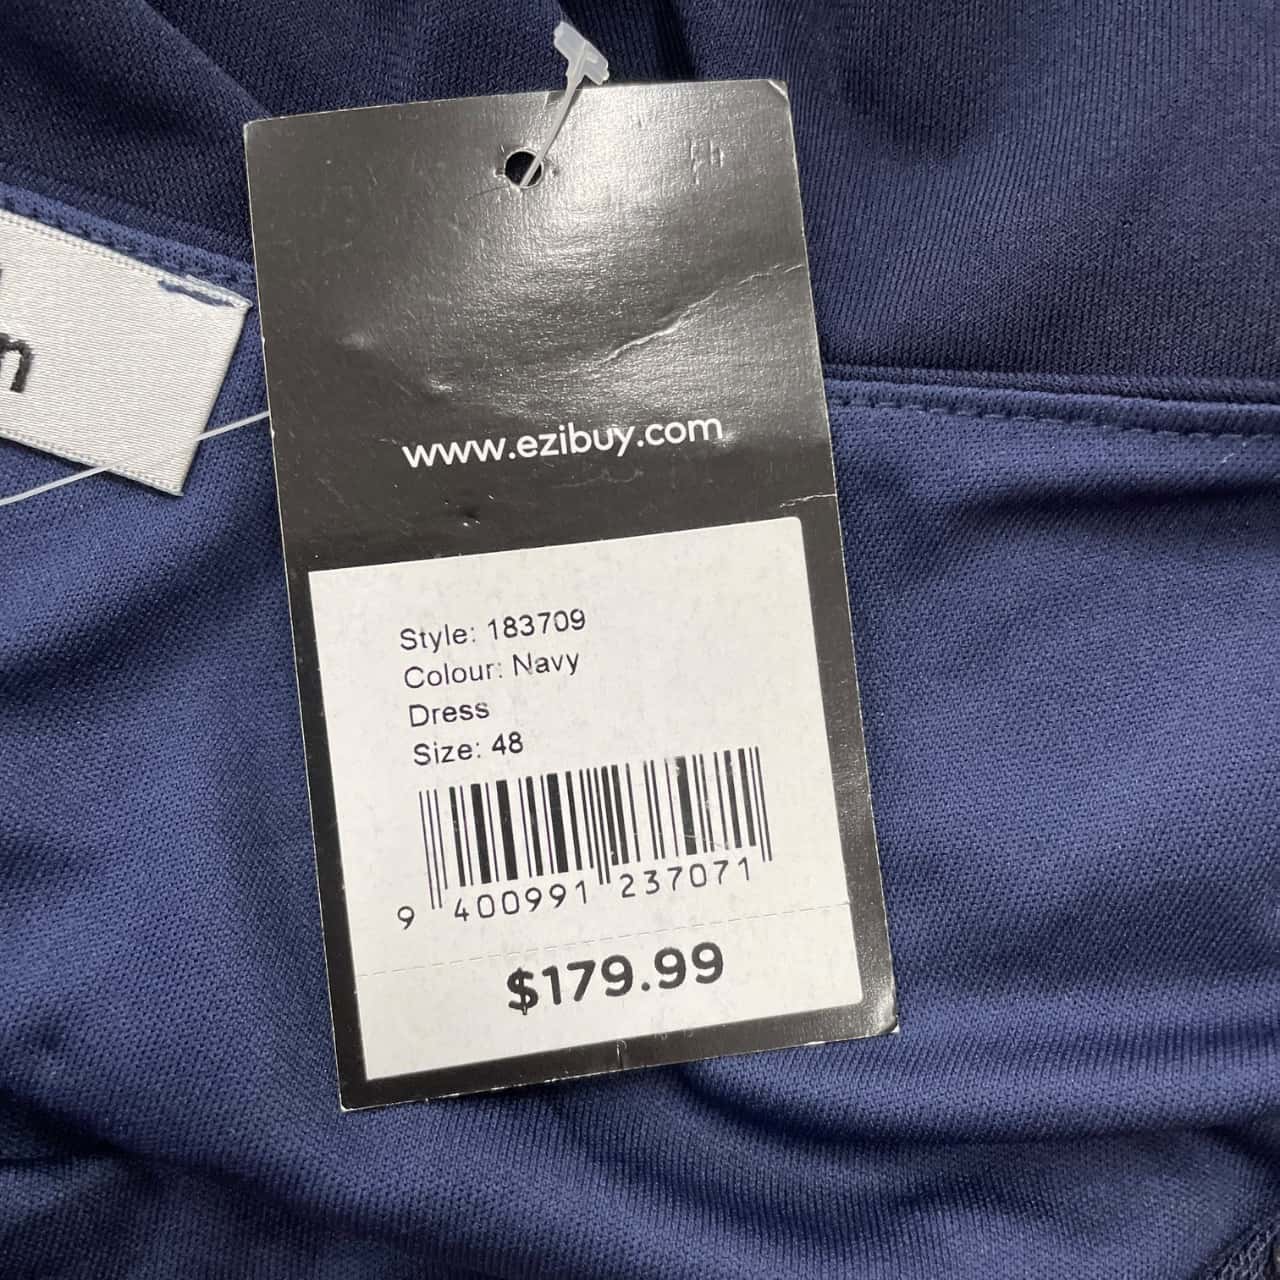 www.ezibuy.com
Style: 183709
Colour: Navy
Dress
Size: 48
9 400991 237071
$179.99